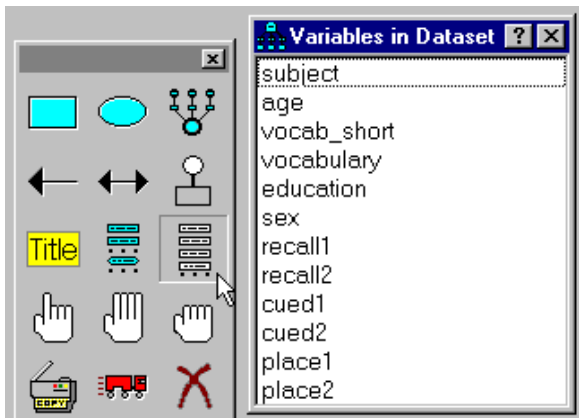 Variables in Dataset
subject
age
vocab_short
vocabulary
education
Title
sex
recall1
recall2
cued1
cued2
place1
COPY
place2